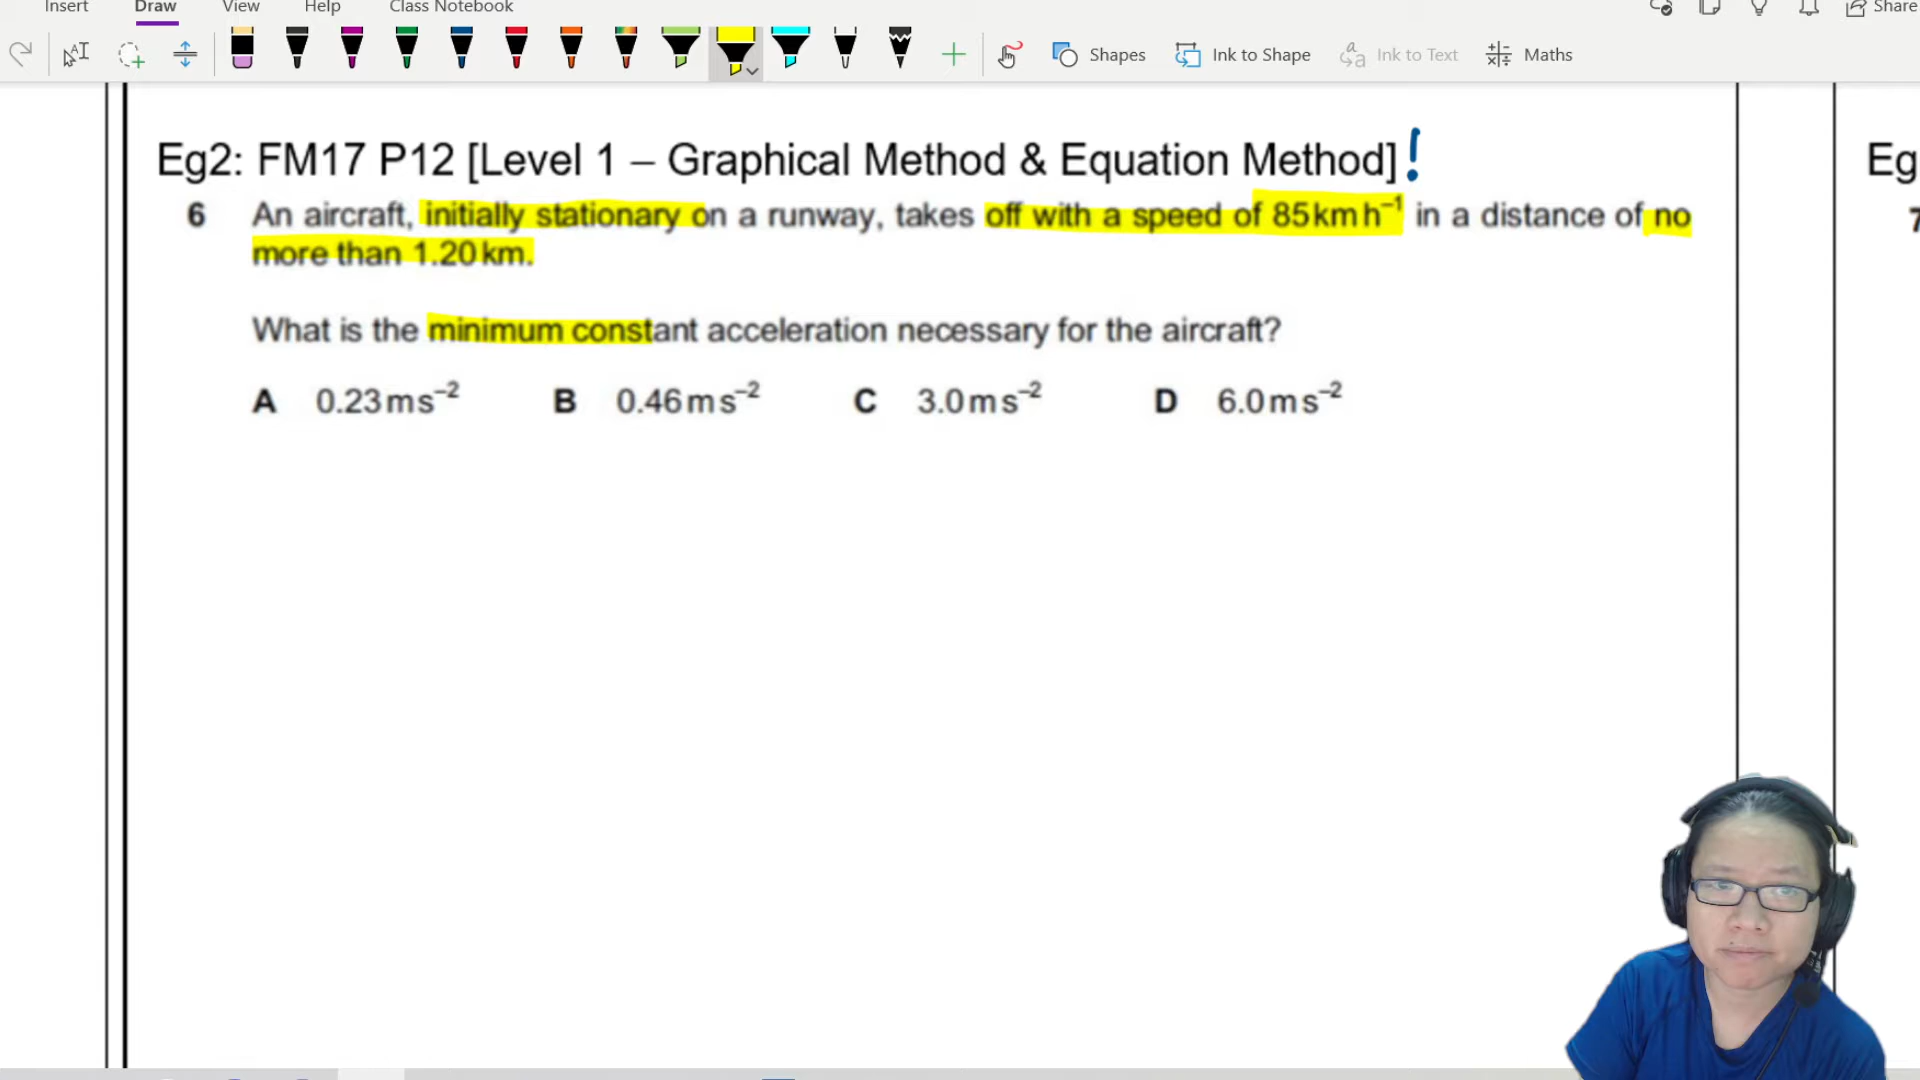 Insert Draw View Help Class Notebook Share
Shapes Ink to Shape Ink to Text Maths
Eg2: FM17 P12 [Level 1 – Graphical Method & Equation Method]!
Eg
6 An aircraft, initially stationary on a runway, takes off with a speed of 85 km h⁻¹ in a distance of no
7
more than 1.20 km.
What is the minimum constant acceleration necessary for the aircraft?
A 0.23 m s⁻² B 0.46 m s⁻² C 3.0 m s⁻² D 6.0 m s⁻²